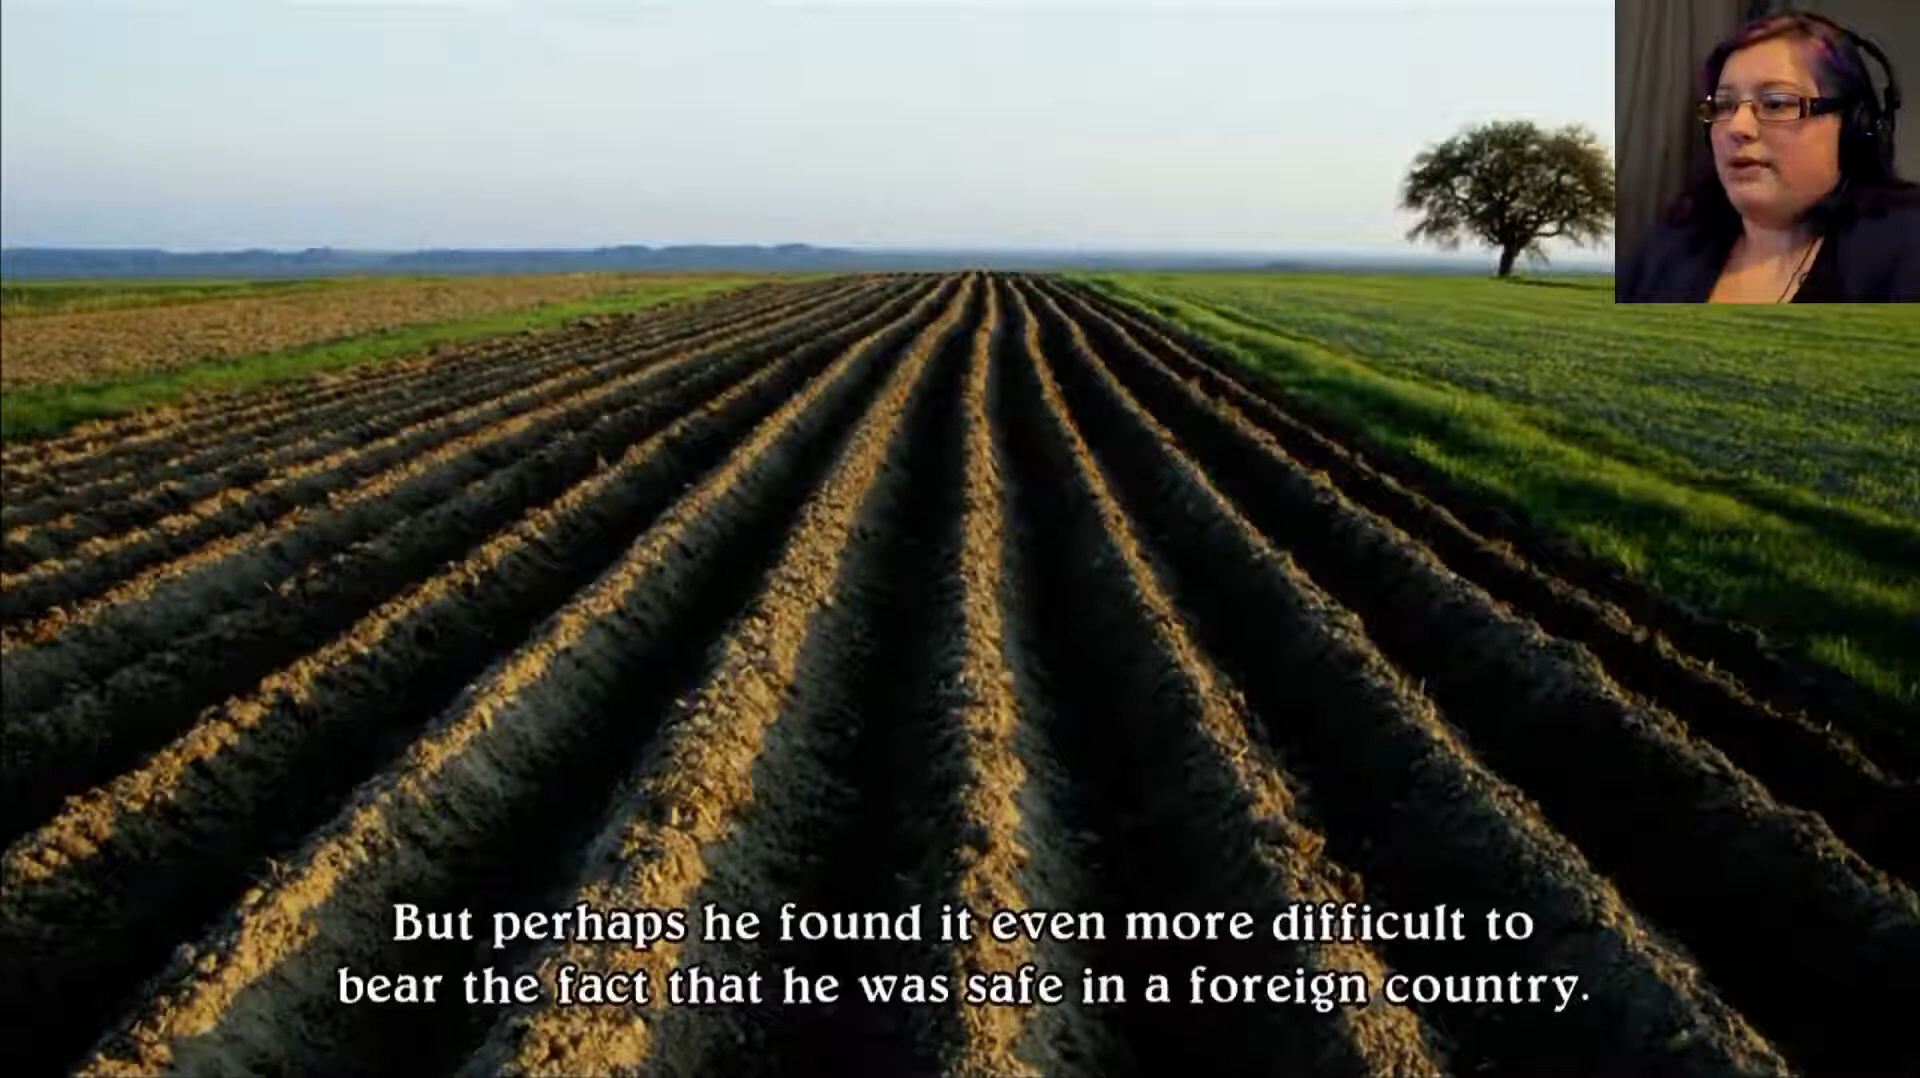 But perhaps he found it even more difficult to
bear the fact that he was safe in a foreign country.